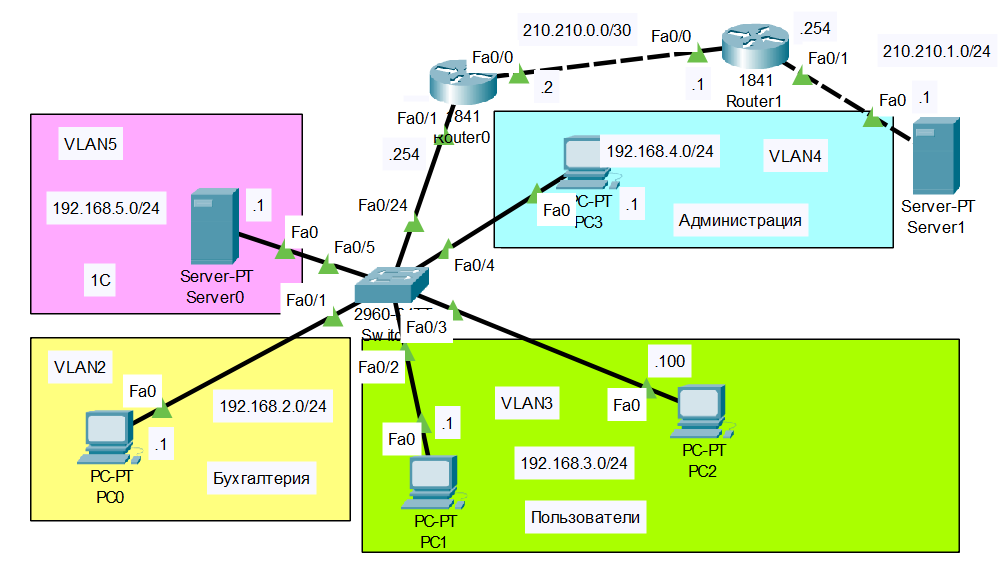 210.210.0.0/30
Fa0/0
.254
Fa0/0
Fa0/1
210.210.1.0/24
.2
.1
1841
Router1
Fa0
.1
Fa0/1
1841
Router0
VLAN5
.254
192.168.4.0/24
VLAN4
192.168.5.0/24
.1
Fa0/24
Fa0
.1
PC-PT
PC3
Администрация
Server-PT
Server1
Fa0
Fa0/5
Fa0/4
1C
Server-PT
Server0
Fa0/1
Fa0/3
VLAN2
Fa0/2
.100
Fa0
192.168.2.0/24
VLAN3
Fa0
.1
.1
Fa0
PC-PT
PC2
192.168.3.0/24
PC-PT
PC0
Бухгалтерия
PC-PT
PC1
Пользователи